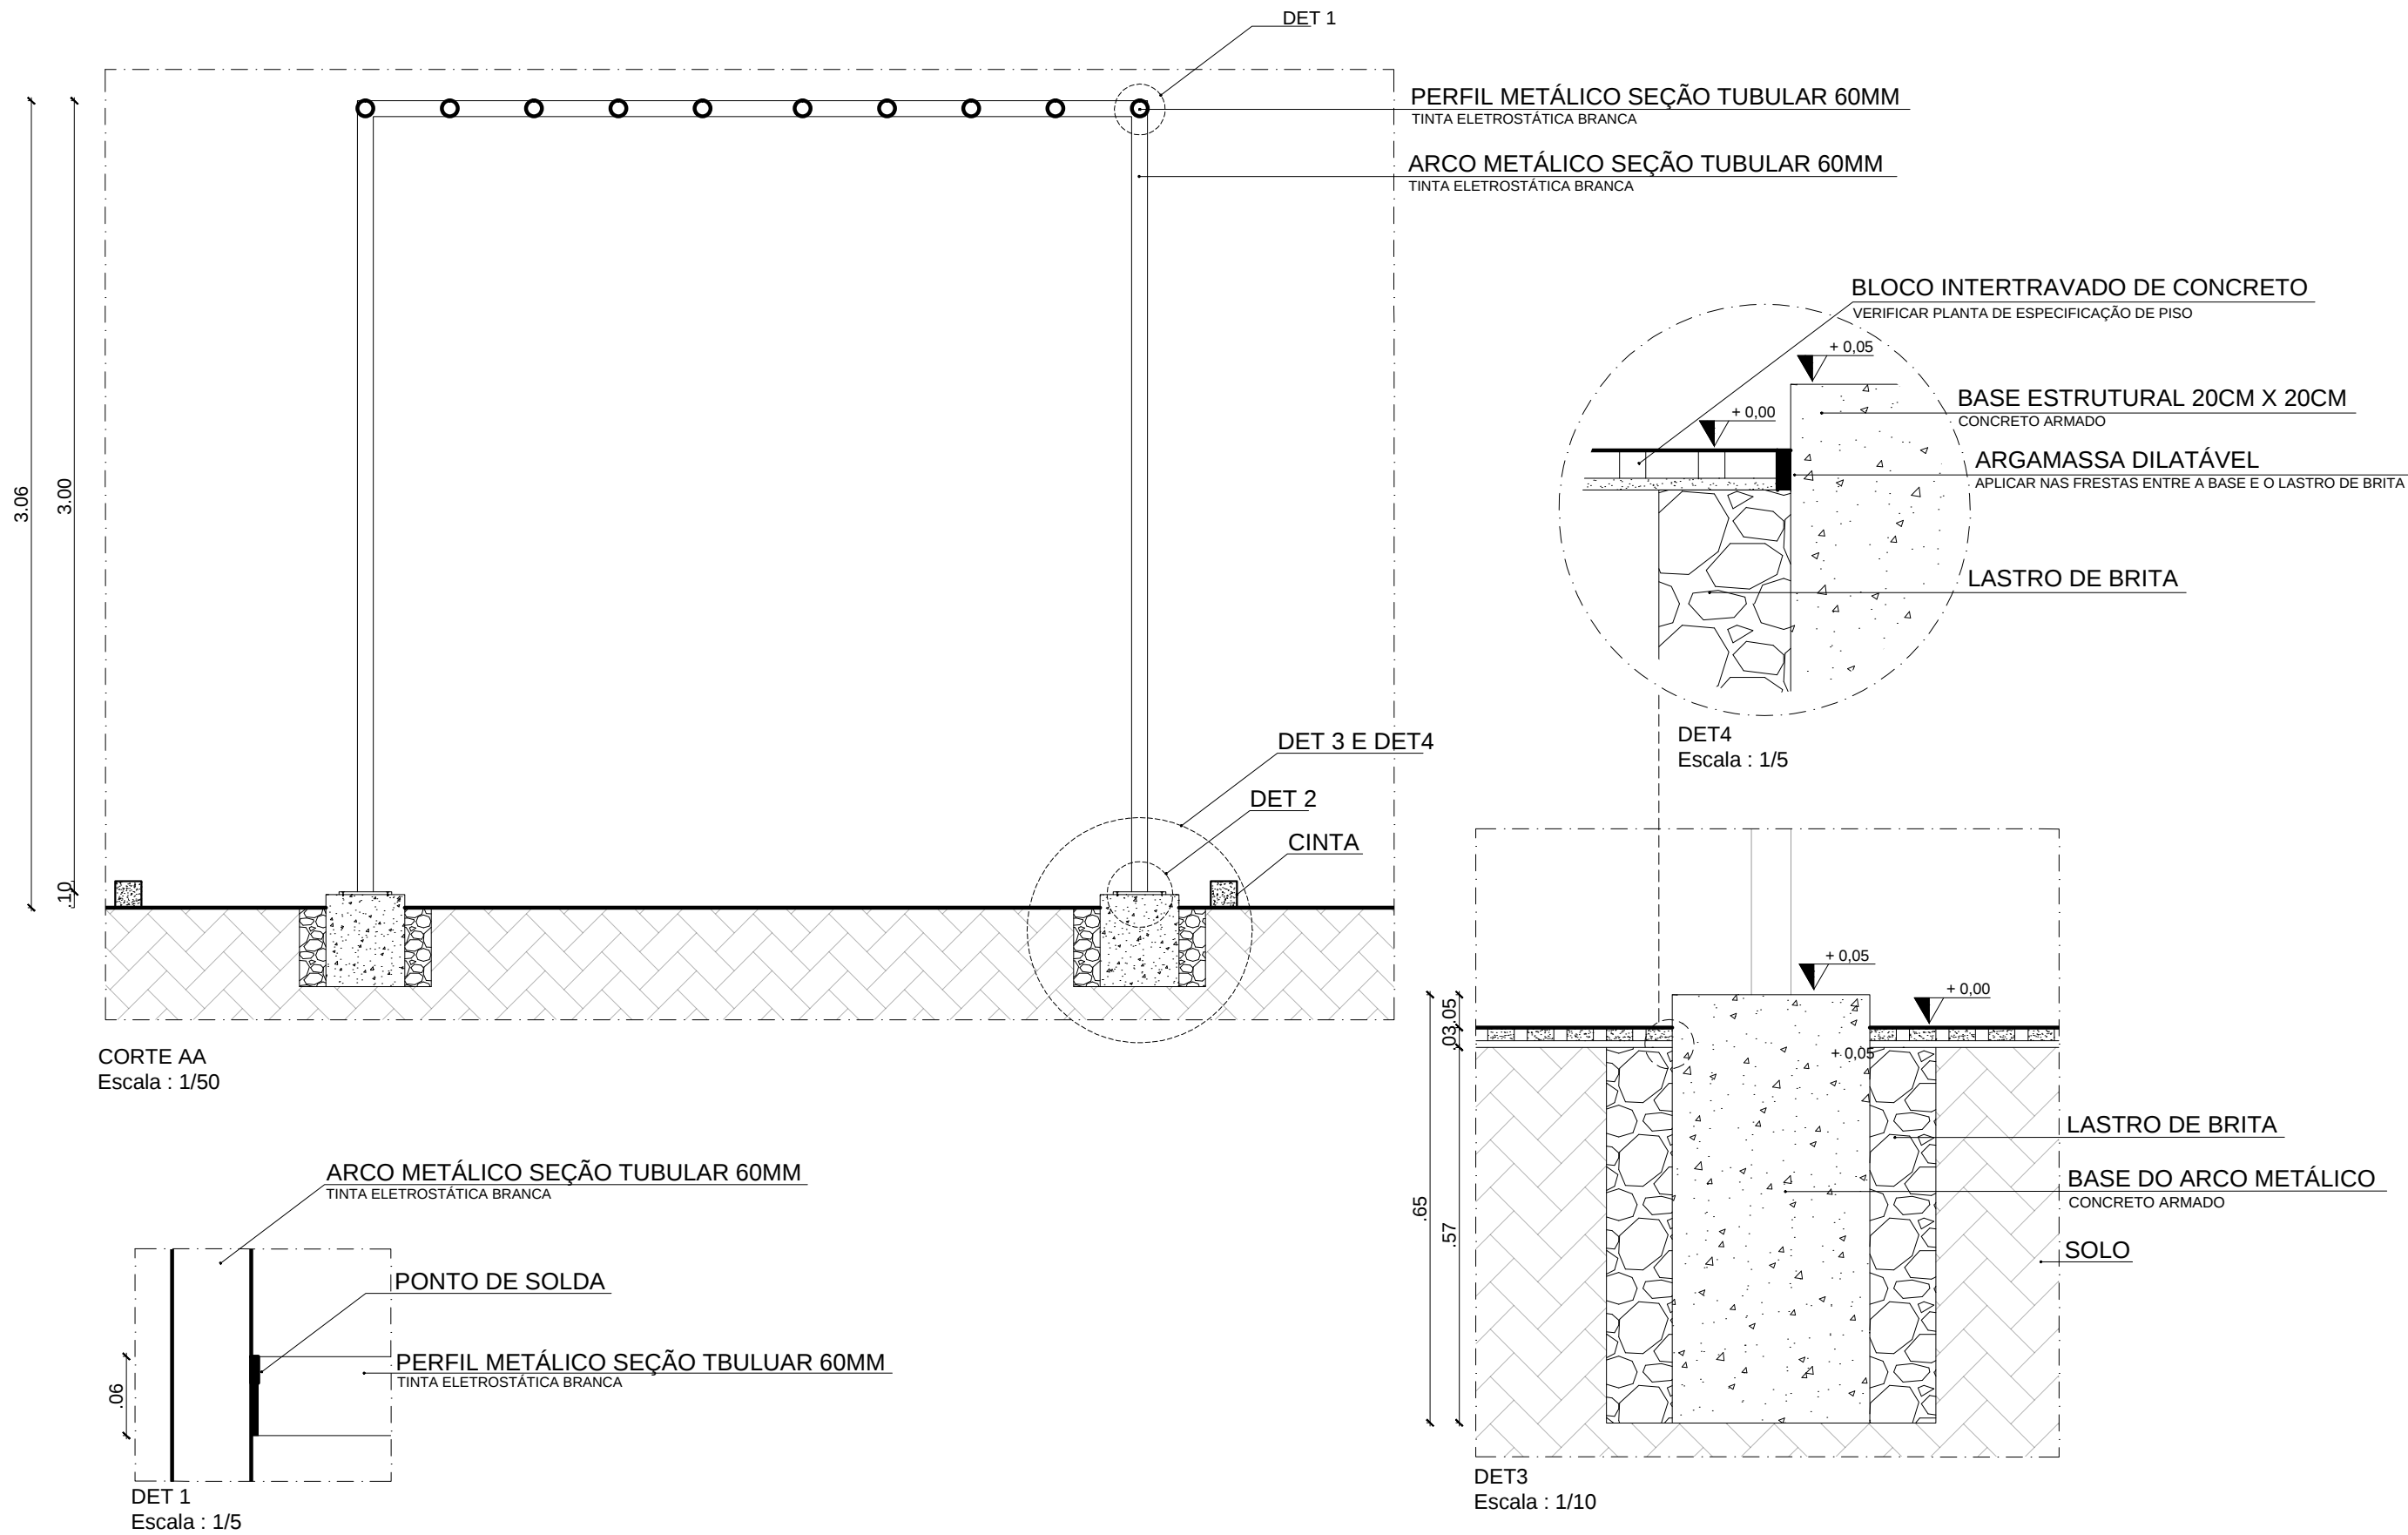 DET 1
PERFIL METÁLICO SEÇÃO TUBULAR 60MM
TINTA ELETROSTÁTICA BRANCA
ARCO METÁLICO SEÇÃO TUBULAR 60MM
TINTA ELETROSTÁTICA BRANCA
3.06
3.00
.10
DET 3 E DET4
DET 2
CINTA
CORTE AA
Escala : 1/50
BLOCO INTERTRAVADO DE CONCRETO
VERIFICAR PLANTA DE ESPECIFICAÇÃO DE PISO
+ 0,05
+ 0,00
BASE ESTRUTURAL 20CM X 20CM
CONCRETO ARMADO
ARGAMASSA DILATÁVEL
APLICAR NAS FRESTAS ENTRE A BASE E O LASTRO DE BRITA
LASTRO DE BRITA
DET4
Escala : 1/5
ARCO METÁLICO SEÇÃO TUBULAR 60MM
TINTA ELETROSTÁTICA BRANCA
PONTO DE SOLDA
PERFIL METÁLICO SEÇÃO TBULUAR 60MM
TINTA ELETROSTÁTICA BRANCA
.06
DET 1
Escala : 1/5
+ 0,05
+ 0,00
+ 0,05
.05
.03
.65
.57
LASTRO DE BRITA
BASE DO ARCO METÁLICO
CONCRETO ARMADO
SOLO
DET3
Escala : 1/10